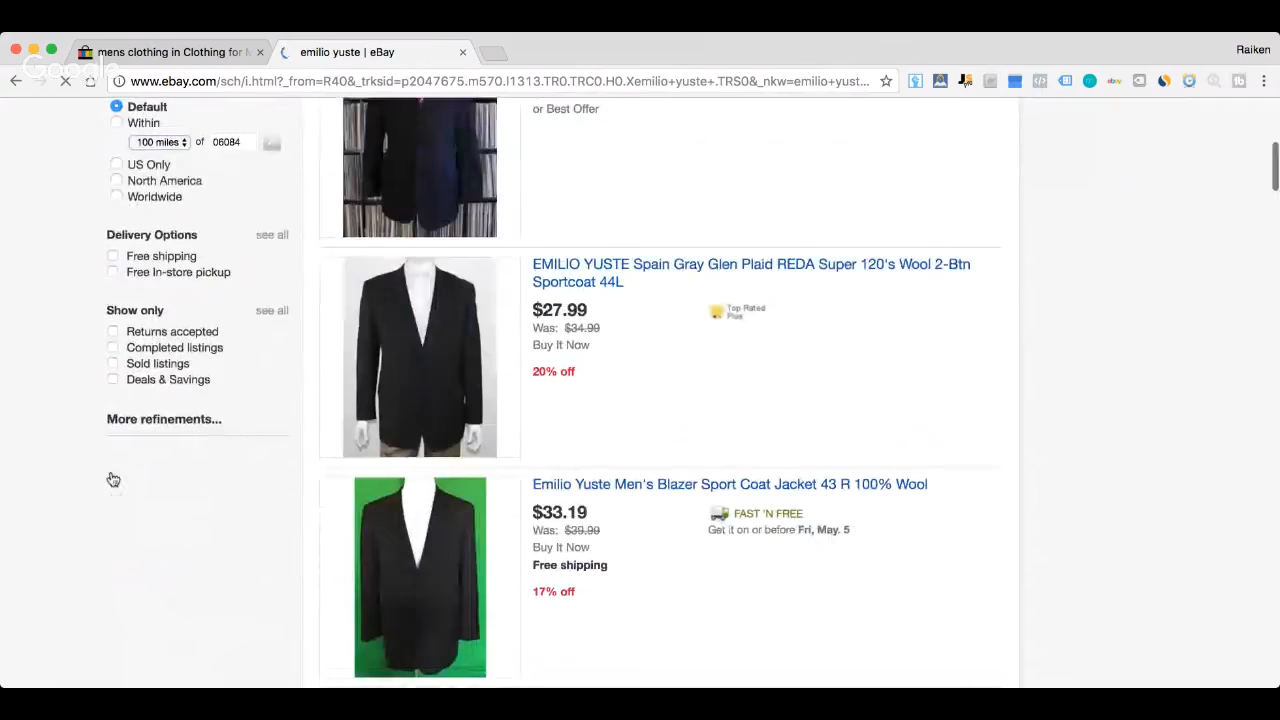 mens clothing in Clothing for M
emilio yuste | eBay
Raiken
Google
www.ebay.com/sch/i.html?_from=R40&_trksid=p2047675.m570.l1313.TR0.TRC0.H0.Xemilio+yuste+.TRS0&_nkw=emilio+yust...
Default
Within
100 miles of 06084
US Only
North America
Worldwide
Delivery Options see all
Free shipping
Free In-store pickup
Show only see all
Returns accepted
Completed listings
Sold listings
Deals & Savings
More refinements...
or Best Offer
EMILIO YUSTE Spain Gray Glen Plaid REDA Super 120's Wool 2-Btn
Sportcoat 44L
$27.99
Was: $34.99
Buy It Now
20% off
Top Rated
Plus
Emilio Yuste Men's Blazer Sport Coat Jacket 43 R 100% Wool
$33.19
Was: $39.99
Buy It Now
Free shipping
17% off
FAST 'N FREE
Get it on or before Fri, May. 5